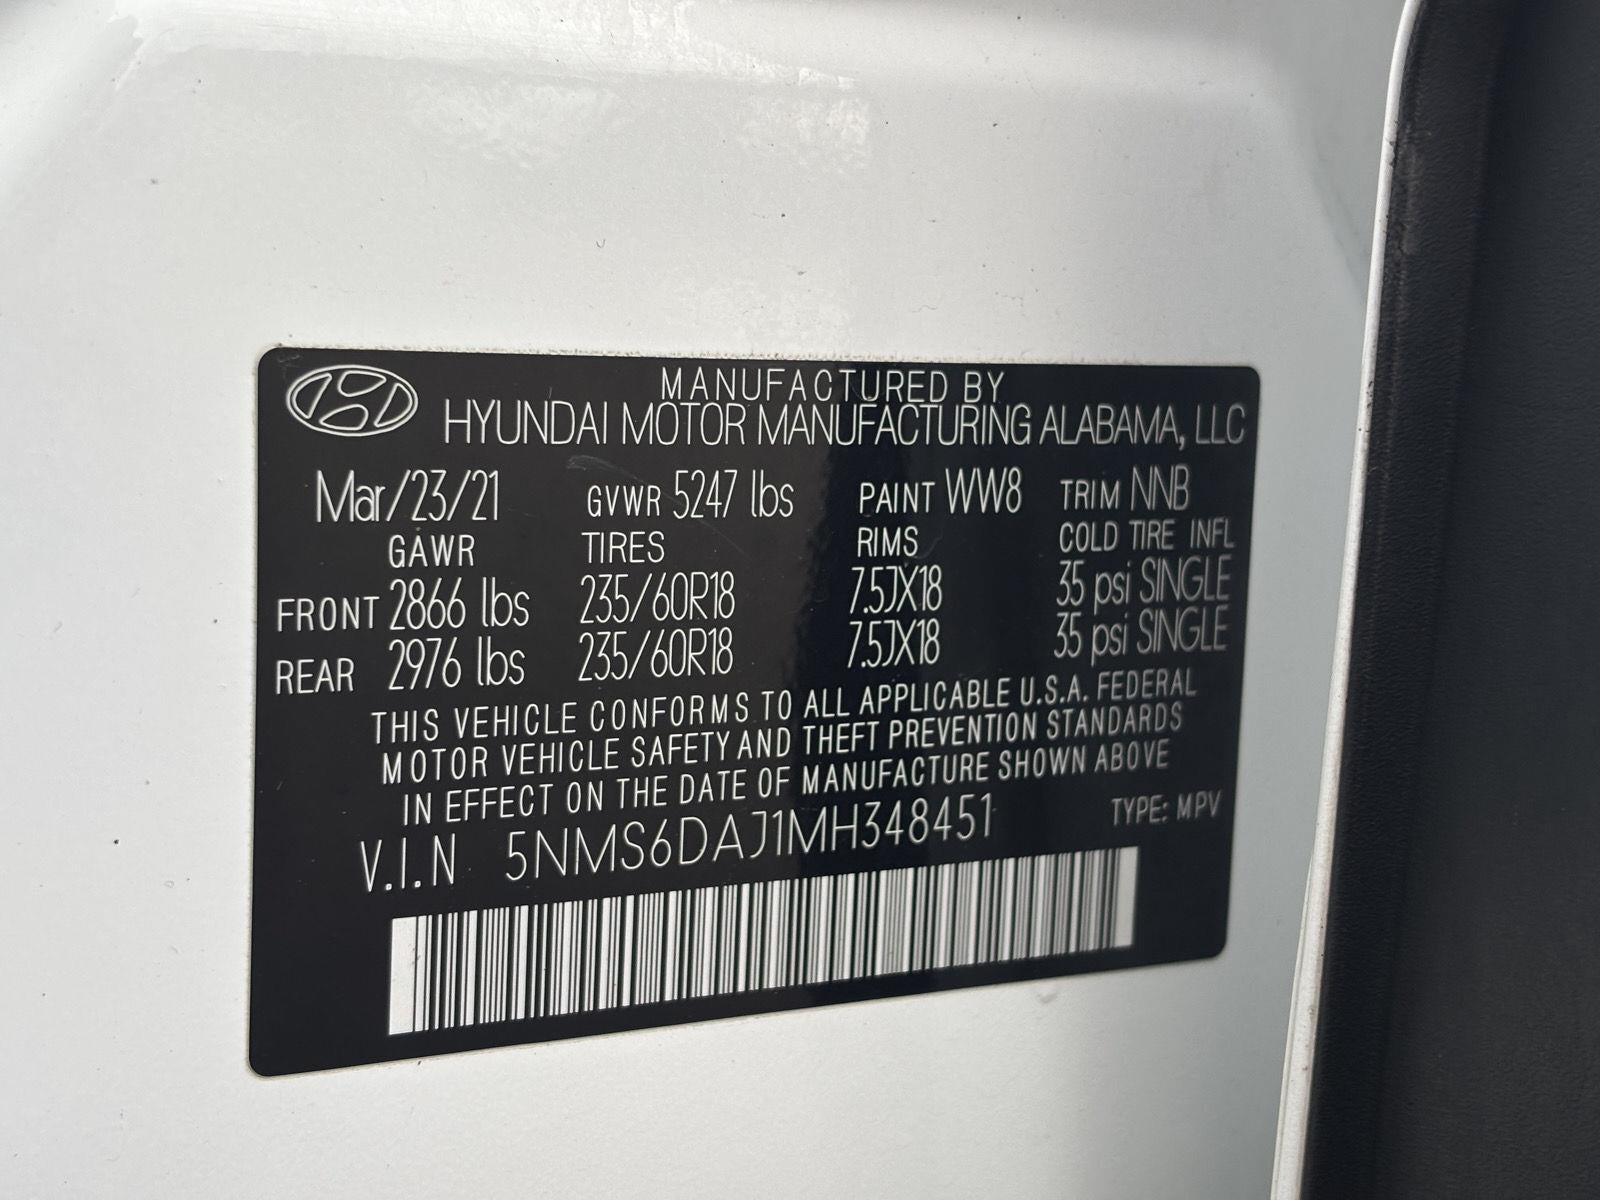 MANUFACTURED BY
HYUNDAI MOTOR MANUFACTURING ALABAMA, LLC
Mar/23/21 GVWR 5247 lbs PAINT WW8 TRIM NNB
GAWR TIRES RIMS COLD TIRE INFL
FRONT 2866 lbs 235/60R18 7.5JX18 35 psi SINGLE
REAR 2976 lbs 235/60R18 7.5JX18 35 psi SINGLE
THIS VEHICLE CONFORMS TO ALL APPLICABLE U.S.A. FEDERAL
MOTOR VEHICLE SAFETY AND THEFT PREVENTION STANDARDS
IN EFFECT ON THE DATE OF MANUFACTURE SHOWN ABOVE
V.I.N 5NMS6DAJ1MH348451 TYPE: MPV